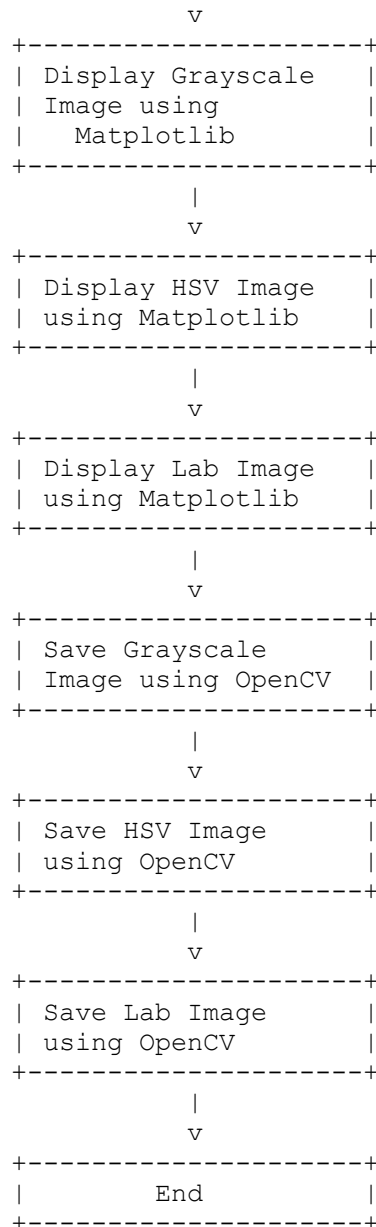 v
+---------------------+
| Display Grayscale |
| Image using |
| Matplotlib |
+---------------------+
|
v
+---------------------+
| Display HSV Image |
| using Matplotlib |
+---------------------+
|
v
+---------------------+
| Display Lab Image |
| using Matplotlib |
+---------------------+
|
v
+---------------------+
| Save Grayscale |
| Image using OpenCV |
+---------------------+
|
v
+---------------------+
| Save HSV Image |
| using OpenCV |
+---------------------+
|
v
+---------------------+
| Save Lab Image |
| using OpenCV |
+---------------------+
|
v
+---------------------+
| End |
+---------------------+